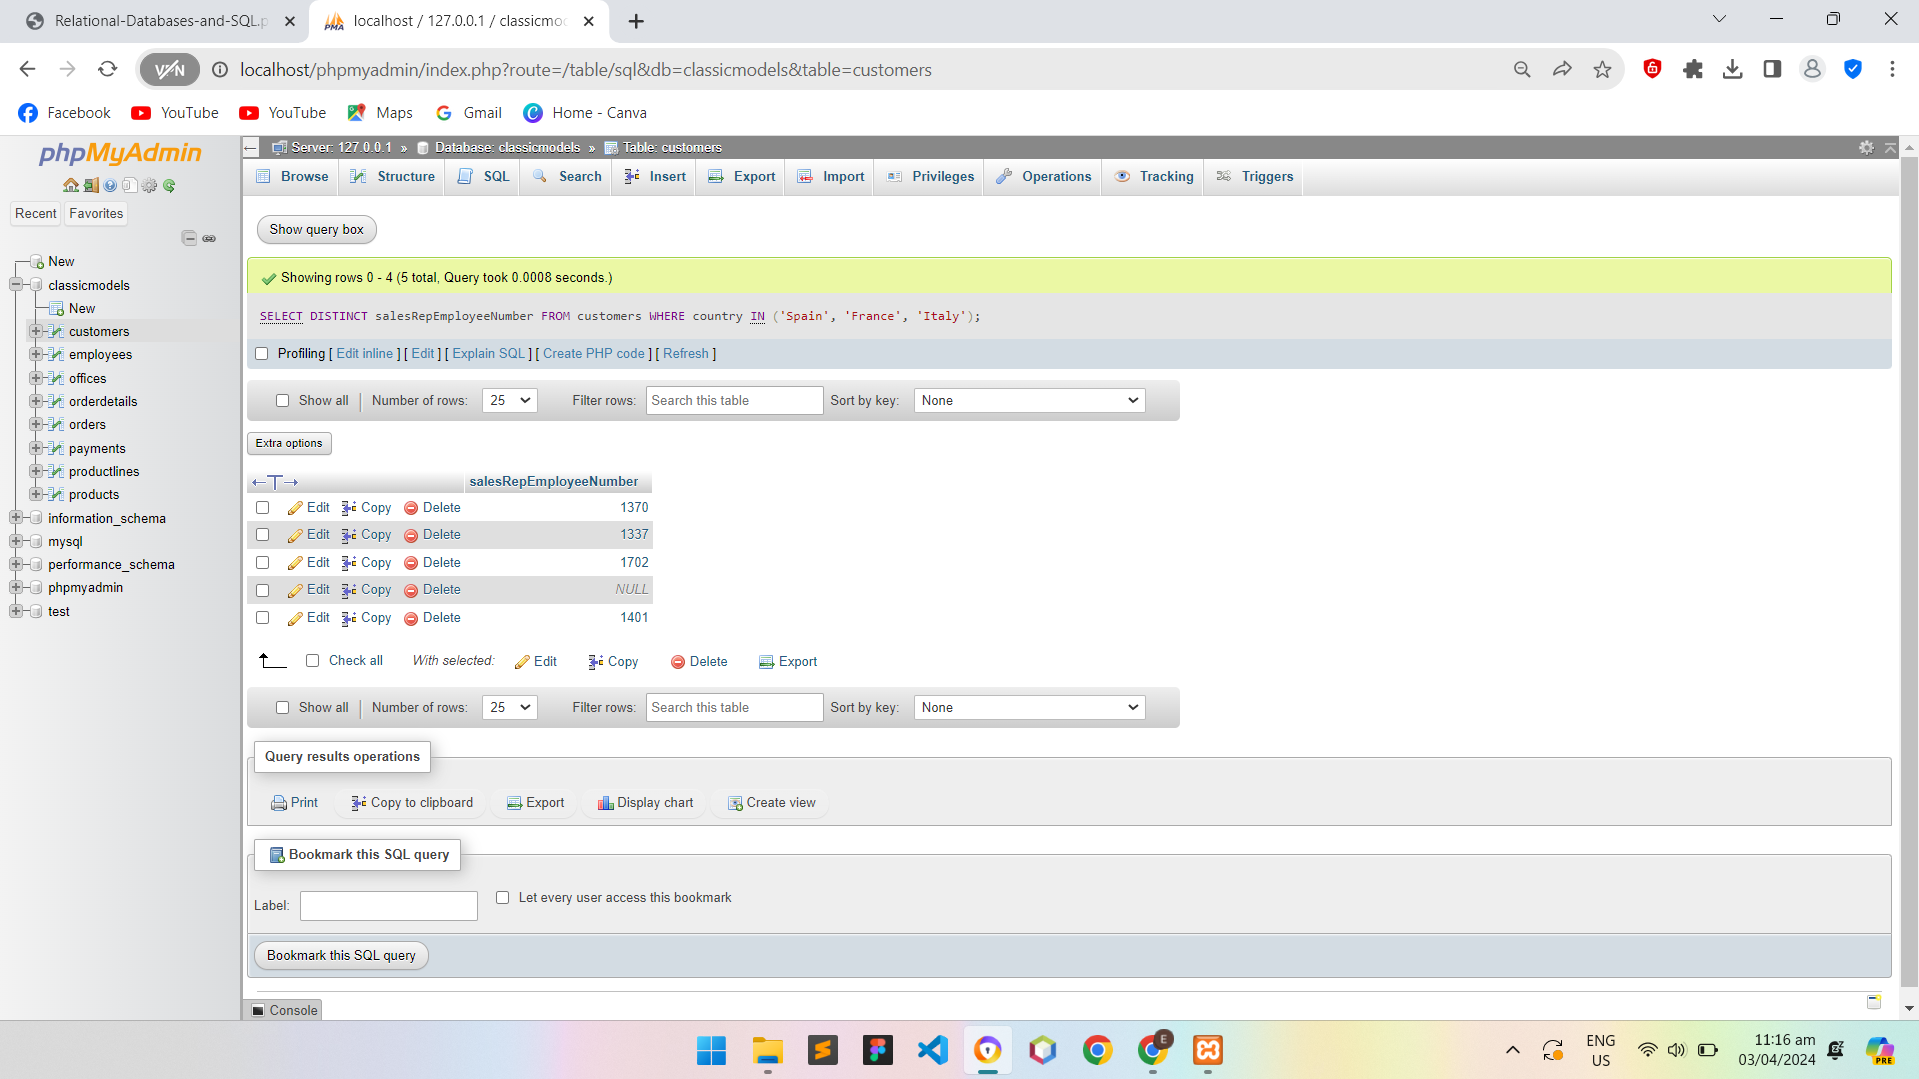 Relational-Databases-and-SQL.p
localhost / 127.0.0.1 / classicmo
VPN
localhost/phpmyadmin/index.php?route=/table/sql&db=classicmodels&table=customers
Facebook YouTube YouTube Maps Gmail Home - Canva
phpMyAdmin
Recent Favorites
New
classicmodels
New
customers
employees
offices
orderdetails
orders
payments
productlines
products
information_schema
mysql
performance_schema
phpmyadmin
test
Server: 127.0.0.1 » Database: classicmodels » Table: customers
Browse Structure SQL Search Insert Export Import Privileges Operations Tracking Triggers
Show query box
Showing rows 0 - 4 (5 total, Query took 0.0008 seconds.)
SELECT DISTINCT salesRepEmployeeNumber FROM customers WHERE country IN ('Spain', 'France', 'Italy');
Profiling [ Edit inline ] [ Edit ] [ Explain SQL ] [ Create PHP code ] [ Refresh ]
Show all Number of rows: 25 Filter rows: Search this table Sort by key: None
Extra options
←T→ salesRepEmployeeNumber
Edit Copy Delete 1370
Edit Copy Delete 1337
Edit Copy Delete 1702
Edit Copy Delete NULL
Edit Copy Delete 1401
Check all With selected: Edit Copy Delete Export
Show all Number of rows: 25 Filter rows: Search this table Sort by key: None
Query results operations
Print Copy to clipboard Export Display chart Create view
Bookmark this SQL query
Label: Let every user access this bookmark
Bookmark this SQL query
Console
E
ENG
US
11:16 am
03/04/2024
PRE